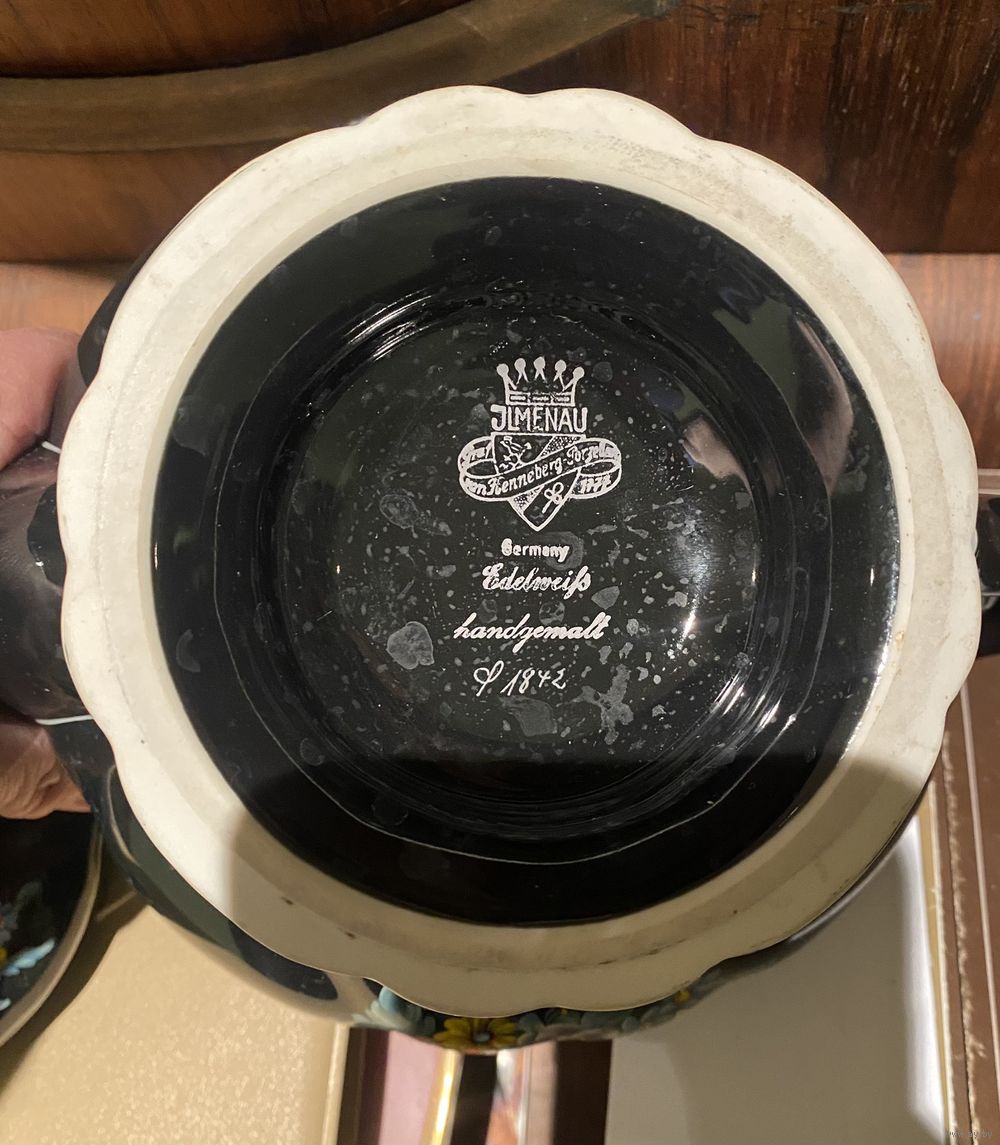 JLMENAU
Graf
von Henneberg-Porzellan
1777
Germany
Edelweiß
handgemalt
1842